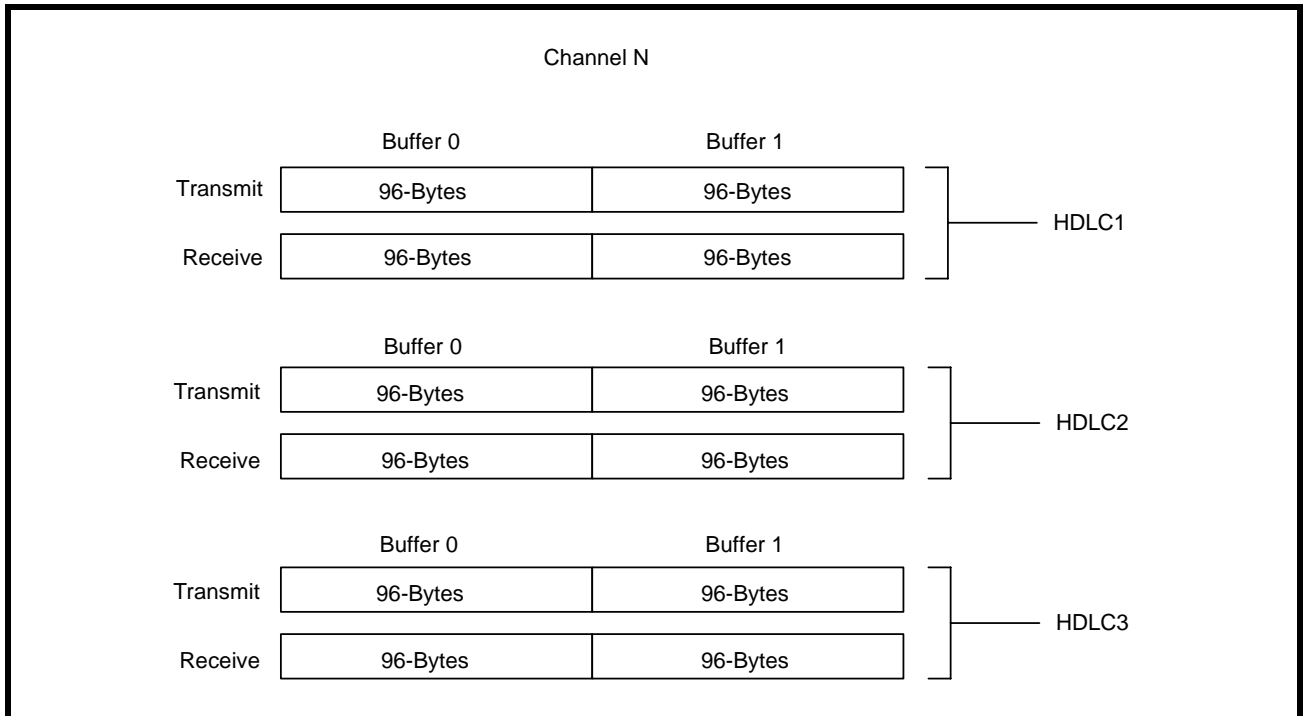 Channel N
Buffer 0 Buffer 1
Transmit 96-Bytes 96-Bytes
HDLC1
Receive 96-Bytes 96-Bytes
Buffer 0 Buffer 1
Transmit 96-Bytes 96-Bytes
HDLC2
Receive 96-Bytes 96-Bytes
Buffer 0 Buffer 1
Transmit 96-Bytes 96-Bytes
HDLC3
Receive 96-Bytes 96-Bytes